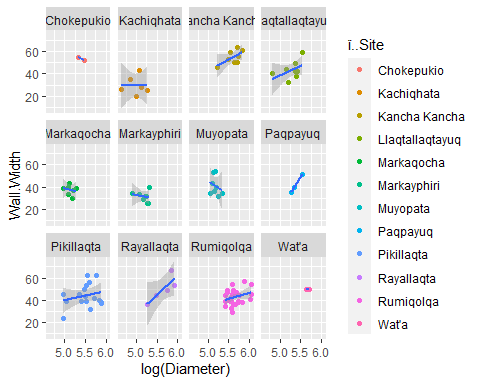 Chokepukio Kachiqhata ancha Kanch aqtallaqtayu
60
40
20
Markaqocha Markayphiri Muyopata Paqpayuq
60
40
20
Pikillaqta Rayallaqta Rumiqolqa Wat'a
60
40
20
5.0 5.5 6.0 5.0 5.5 6.0 5.0 5.5 6.0 5.0 5.5 6.0
log(Diameter)
Wall.Width
ï..Site
Chokepukio
Kachiqhata
Kancha Kancha
Llaqtallaqtayuq
Markaqocha
Markayphiri
Muyopata
Paqpayuq
Pikillaqta
Rayallaqta
Rumiqolqa
Wat'a